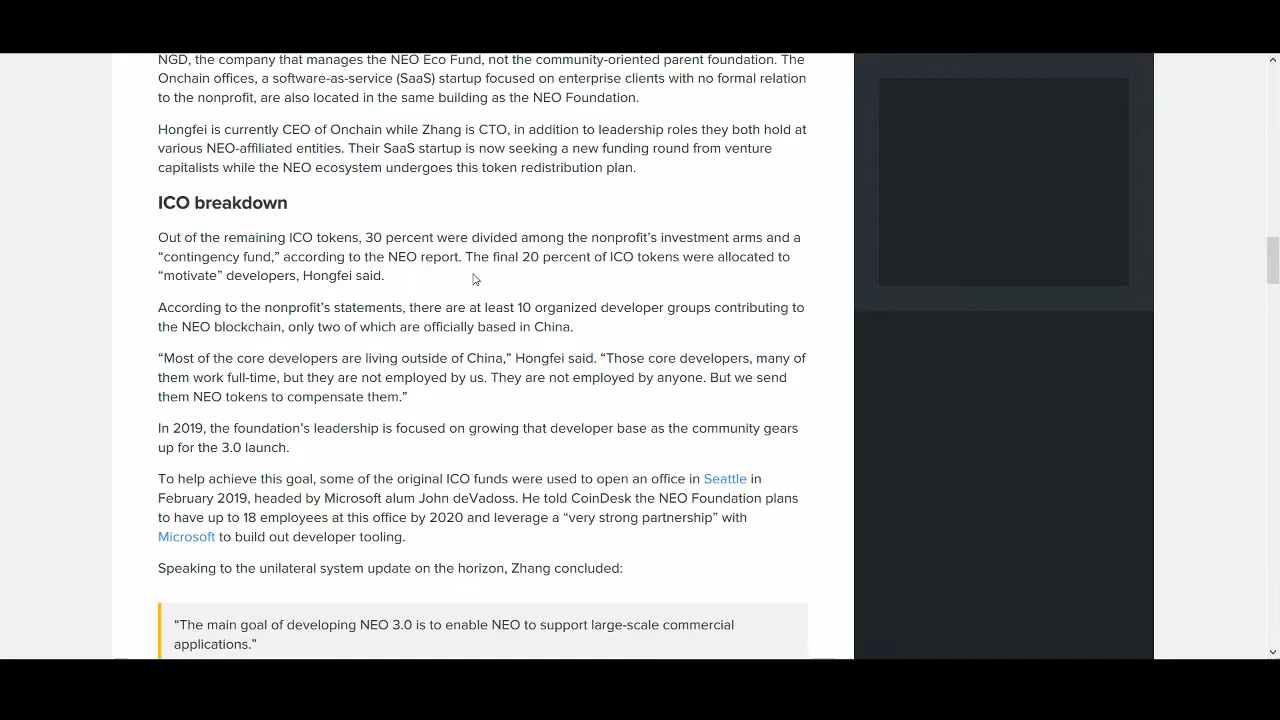 NGD, the company that manages the NEO Eco Fund, not the community-oriented parent foundation. The
Onchain offices, a software-as-service (SaaS) startup focused on enterprise clients with no formal relation
to the nonprofit, are also located in the same building as the NEO Foundation.
Hongfei is currently CEO of Onchain while Zhang is CTO, in addition to leadership roles they both hold at
various NEO-affiliated entities. Their SaaS startup is now seeking a new funding round from venture
capitalists while the NEO ecosystem undergoes this token redistribution plan.
ICO breakdown
Out of the remaining ICO tokens, 30 percent were divided among the nonprofit’s investment arms and a
“contingency fund,” according to the NEO report. The final 20 percent of ICO tokens were allocated to
“motivate” developers, Hongfei said.
According to the nonprofit’s statements, there are at least 10 organized developer groups contributing to
the NEO blockchain, only two of which are officially based in China.
“Most of the core developers are living outside of China,” Hongfei said. “Those core developers, many of
them work full-time, but they are not employed by us. They are not employed by anyone. But we send
them NEO tokens to compensate them.”
In 2019, the foundation’s leadership is focused on growing that developer base as the community gears
up for the 3.0 launch.
To help achieve this goal, some of the original ICO funds were used to open an office in Seattle in
February 2019, headed by Microsoft alum John deVadoss. He told CoinDesk the NEO Foundation plans
to have up to 18 employees at this office by 2020 and leverage a “very strong partnership” with
Microsoft to build out developer tooling.
Speaking to the unilateral system update on the horizon, Zhang concluded:
“The main goal of developing NEO 3.0 is to enable NEO to support large-scale commercial
applications.”